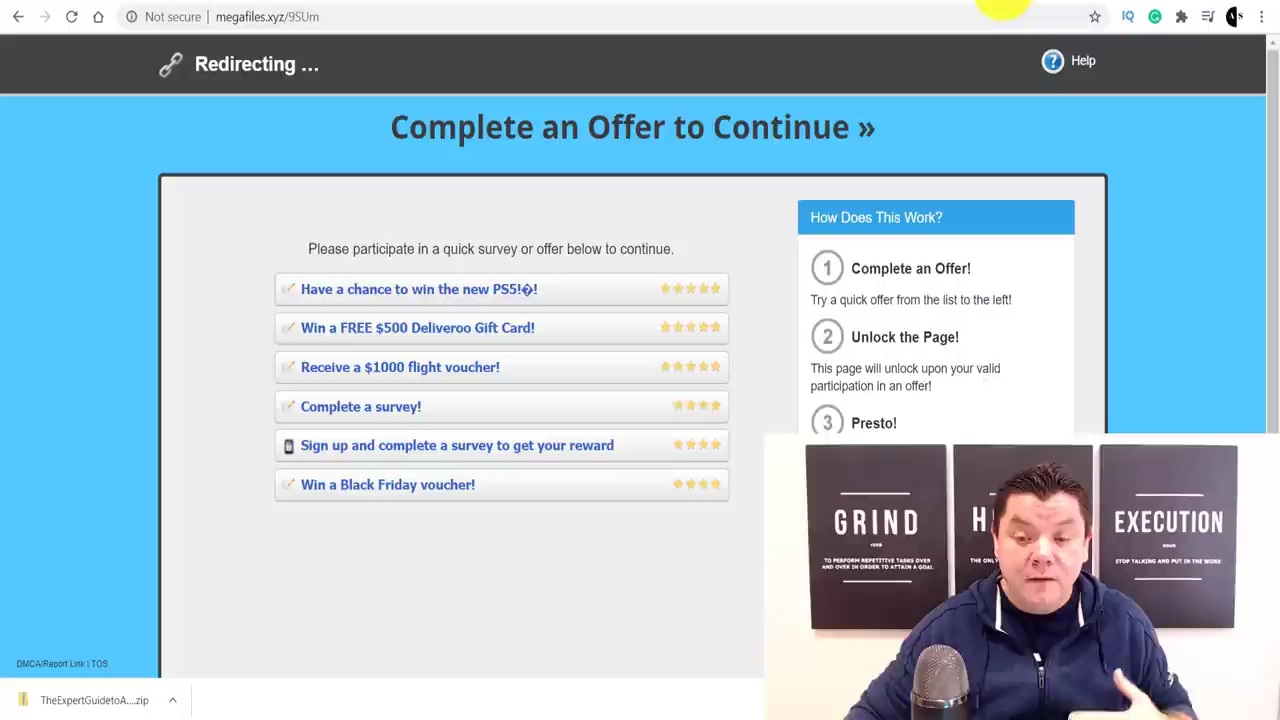 Not secure | megafiles.xyz/9SUm
IQ
Redirecting ...
Help
Complete an Offer to Continue »
Please participate in a quick survey or offer below to continue.
Have a chance to win the new PS5!�!
Win a FREE $500 Deliveroo Gift Card!
Receive a $1000 flight voucher!
Complete a survey!
Sign up and complete a survey to get your reward
Win a Black Friday voucher!
How Does This Work?
1 Complete an Offer!
Try a quick offer from the list to the left!
2 Unlock the Page!
This page will unlock upon your valid
participation in an offer!
3 Presto!
GRIND
TO PERFORM REPETITIVE TASKS OVER
AND OVER IN ORDER TO ATTAIN A GOAL
H
THE ONLY
EXECUTION
NOUN
STOP TALKING AND PUT IN THE WORK
DMCA/Report Link | TOS
TheExpertGuidetoA....zip